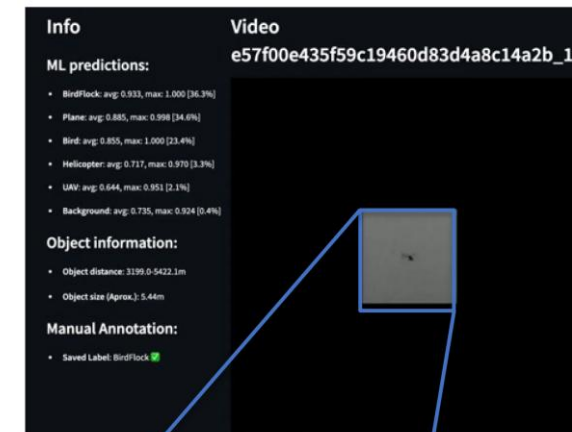 Info
ML predictions:
• BirdFlock: avg: 0.933, max: 1.000 [36.3%]
• Plane: avg: 0.885, max: 0.998 [34.6%]
• Bird: avg: 0.855, max: 1.000 [23.4%]
• Helicopter: avg: 0.717, max: 0.970 [3.3%]
• UAV: avg: 0.644, max: 0.951 [2.1%]
• Background: avg: 0.735, max: 0.924 [0.4%]
Object information:
• Object distance: 3199.0-5422.1m
• Object size (Aprox.): 5.44m
Manual Annotation:
• Saved Label: BirdFlock ✅
Video
e57f00e435f59c19460d83d4a8c14a2b_1